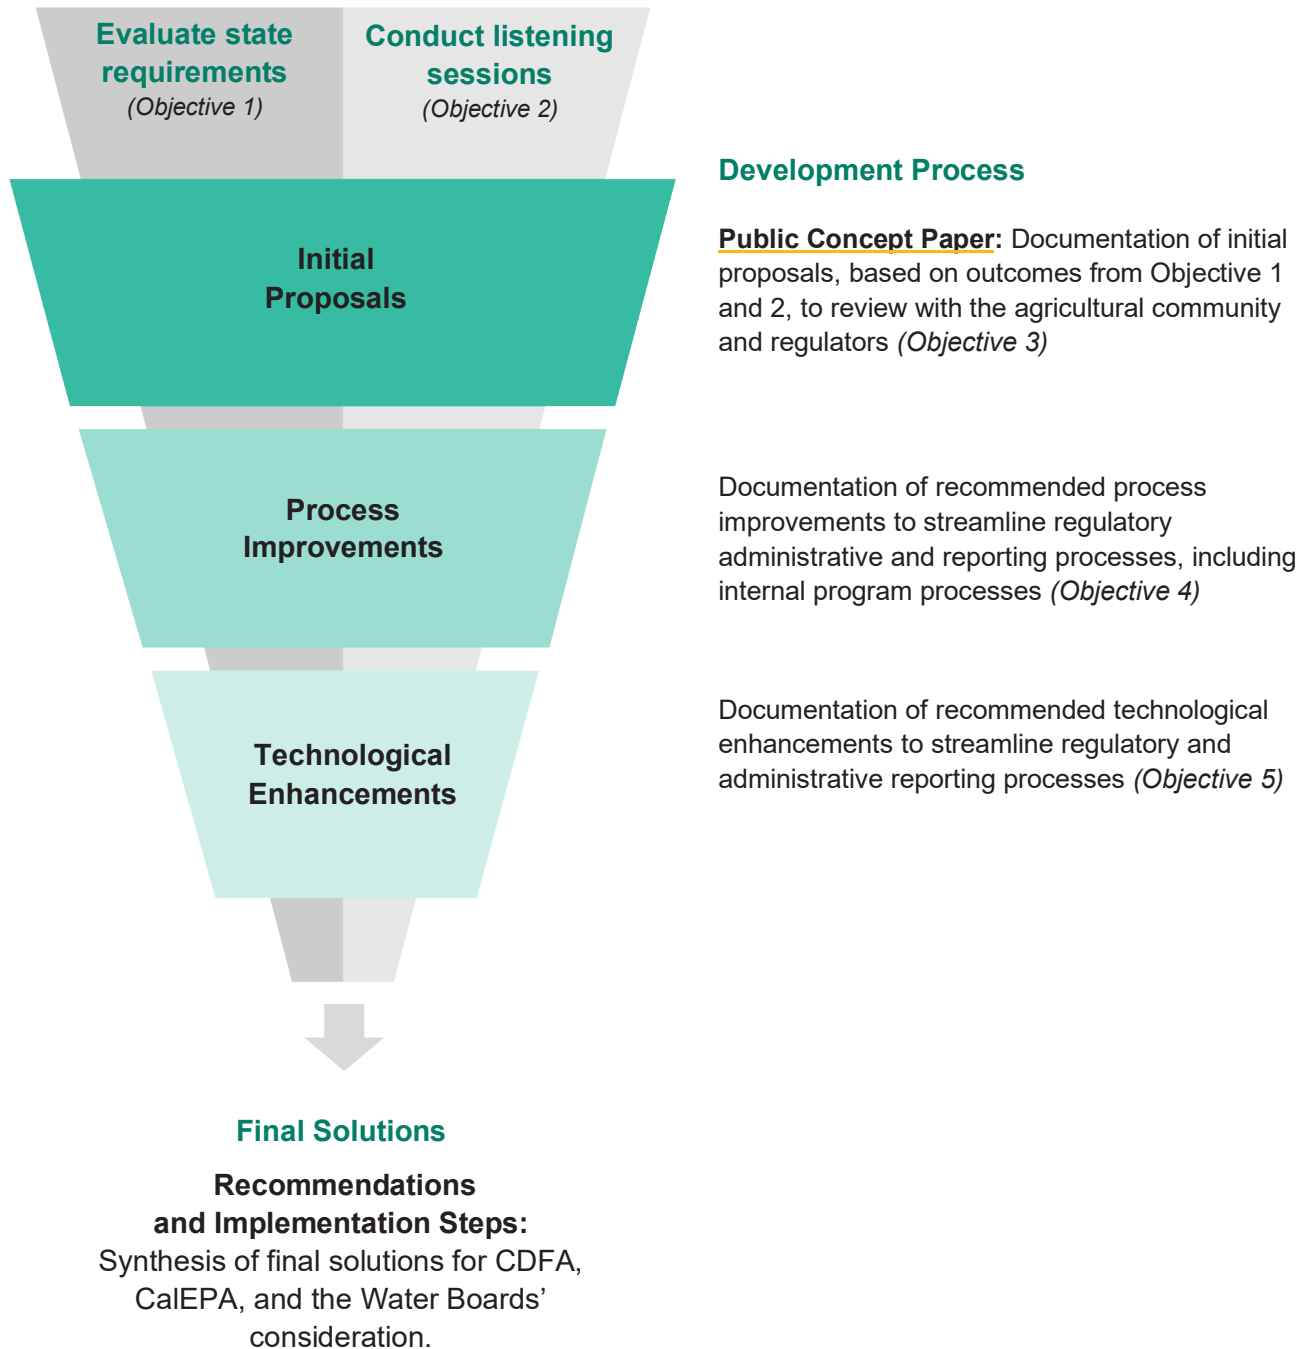 Evaluate state
requirements
(Objective 1)
Conduct listening
sessions
(Objective 2)
Initial
Proposals
Development Process
Public Concept Paper: Documentation of initial
proposals, based on outcomes from Objective 1
and 2, to review with the agricultural community
and regulators (Objective 3)
Process
Improvements
Documentation of recommended process
improvements to streamline regulatory
administrative and reporting processes, including
internal program processes (Objective 4)
Technological
Enhancements
Documentation of recommended technological
enhancements to streamline regulatory and
administrative reporting processes (Objective 5)
Final Solutions
Recommendations
and Implementation Steps:
Synthesis of final solutions for CDFA,
CalEPA, and the Water Boards’
consideration.